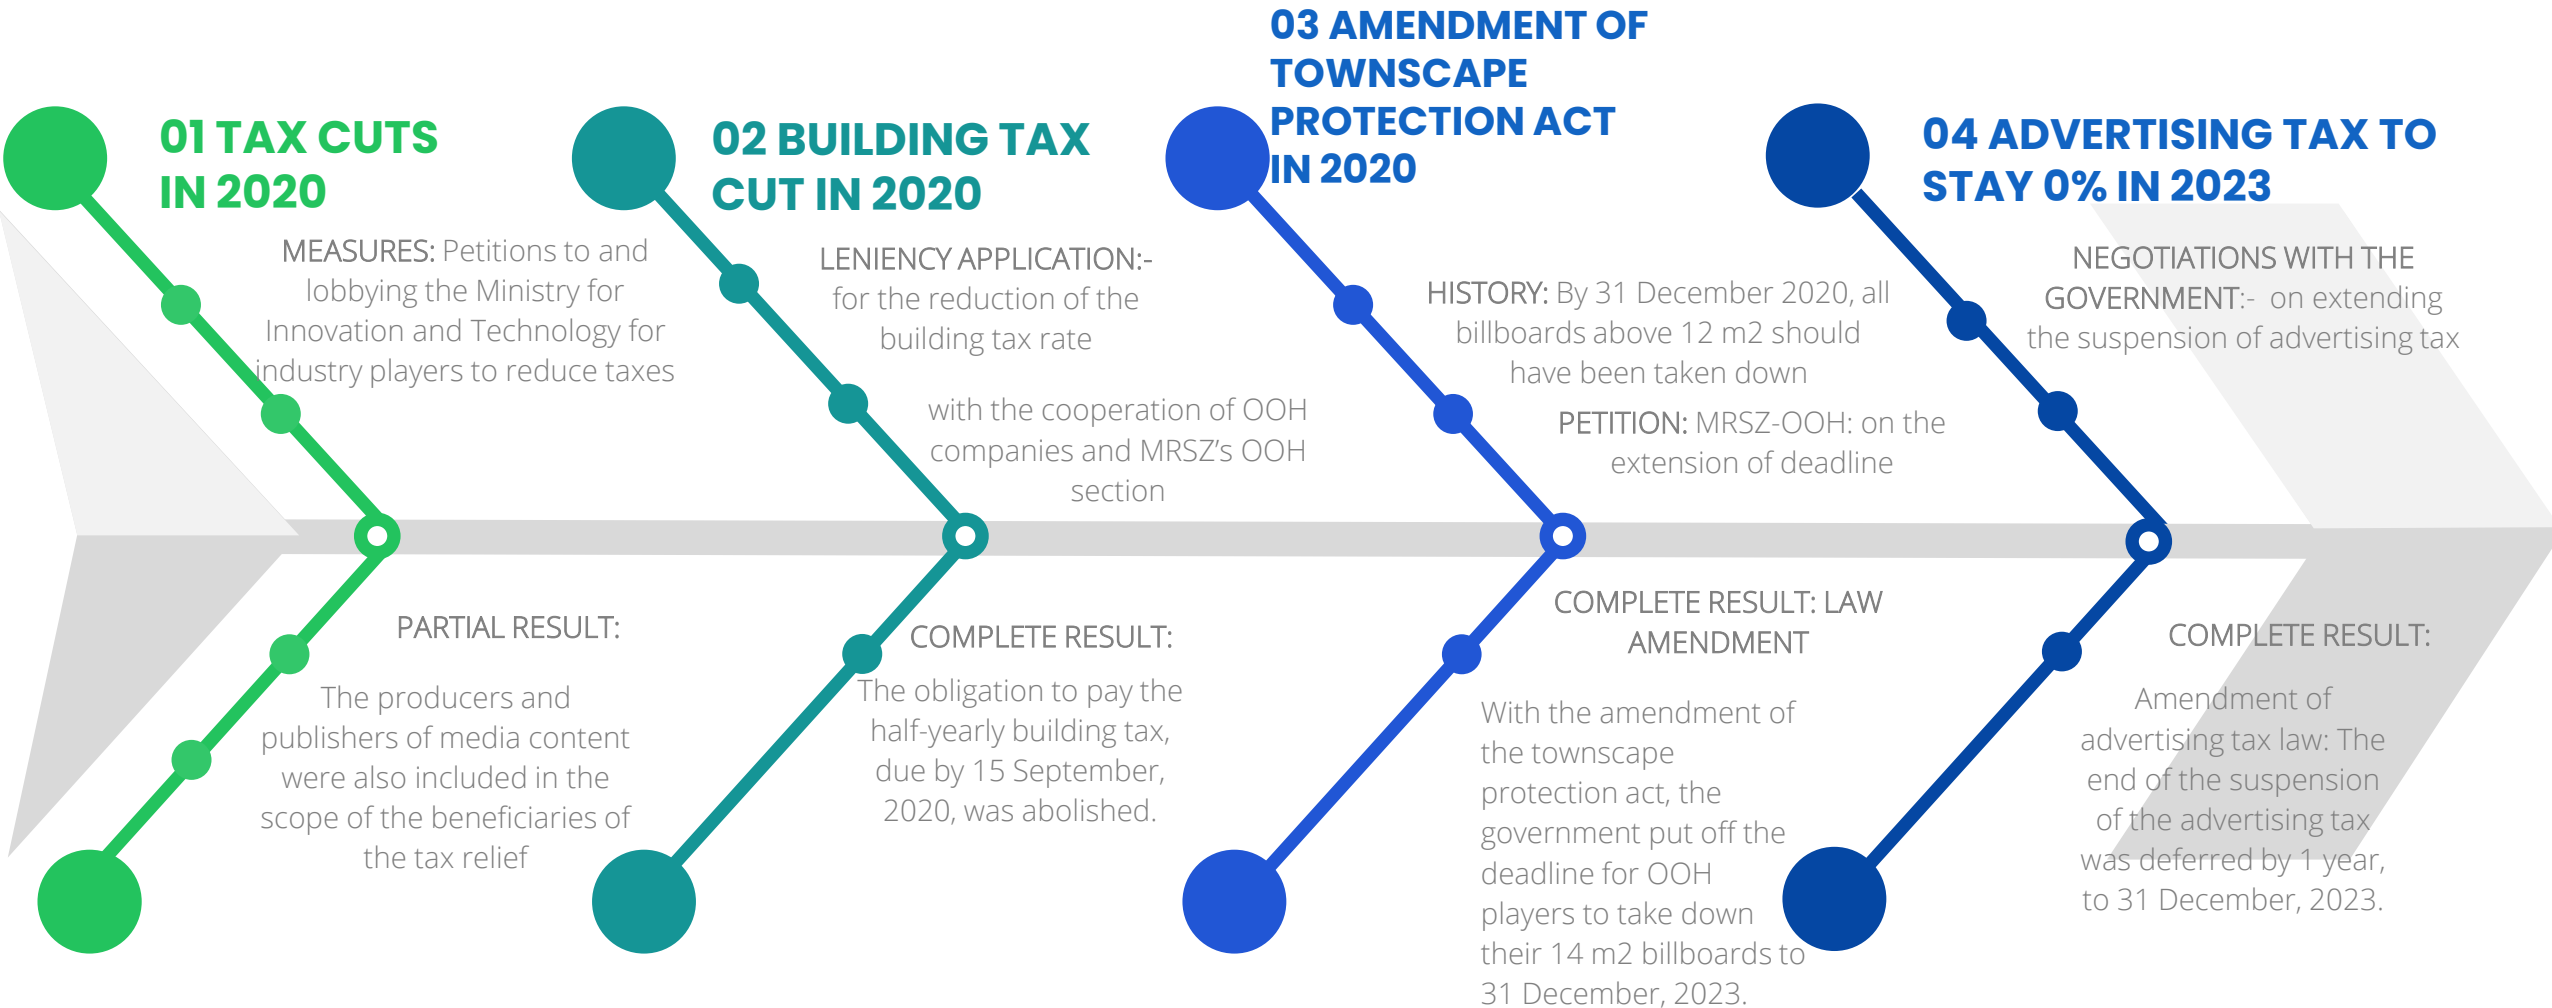 01 TAX CUTS
IN 2020
MEASURES: Petitions to and
lobbying the Ministry for
Innovation and Technology for
industry players to reduce taxes
PARTIAL RESULT:
The producers and
publishers of media content
were also included in the
scope of the beneficiaries of
the tax relief
02 BUILDING TAX
CUT IN 2020
LENIENCY APPLICATION:-
for the reduction of the
building tax rate
with the cooperation of OOH
companies and MRSZ’s OOH
section
COMPLETE RESULT:
The obligation to pay the
half-yearly building tax,
due by 15 September,
2020, was abolished.
03 AMENDMENT OF
TOWNSCAPE
PROTECTION ACT
IN 2020
HISTORY: By 31 December 2020, all
billboards above 12 m2 should
have been taken down
PETITION: MRSZ-OOH: on the
extension of deadline
COMPLETE RESULT: LAW
AMENDMENT
With the amendment of
the townscape
protection act, the
government put off the
deadline for OOH
players to take down
their 14 m2 billboards to
31 December, 2023.
04 ADVERTISING TAX TO
STAY 0% IN 2023
NEGOTIATIONS WITH THE
GOVERNMENT:- on extending
the suspension of advertising tax
COMPLETE RESULT:
Amendment of
advertising tax law: The
end of the suspension
of the advertising tax
was deferred by 1 year,
to 31 December, 2023.